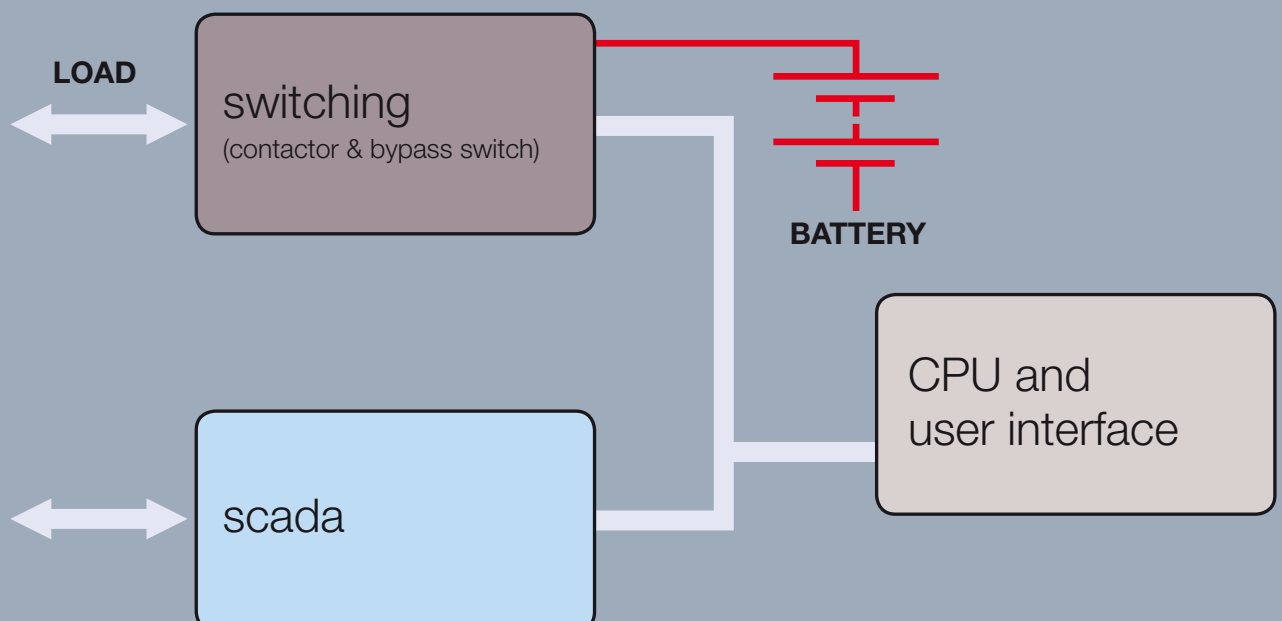 LOAD
switching
(contactor & bypass switch)
BATTERY
CPU and
user interface
scada